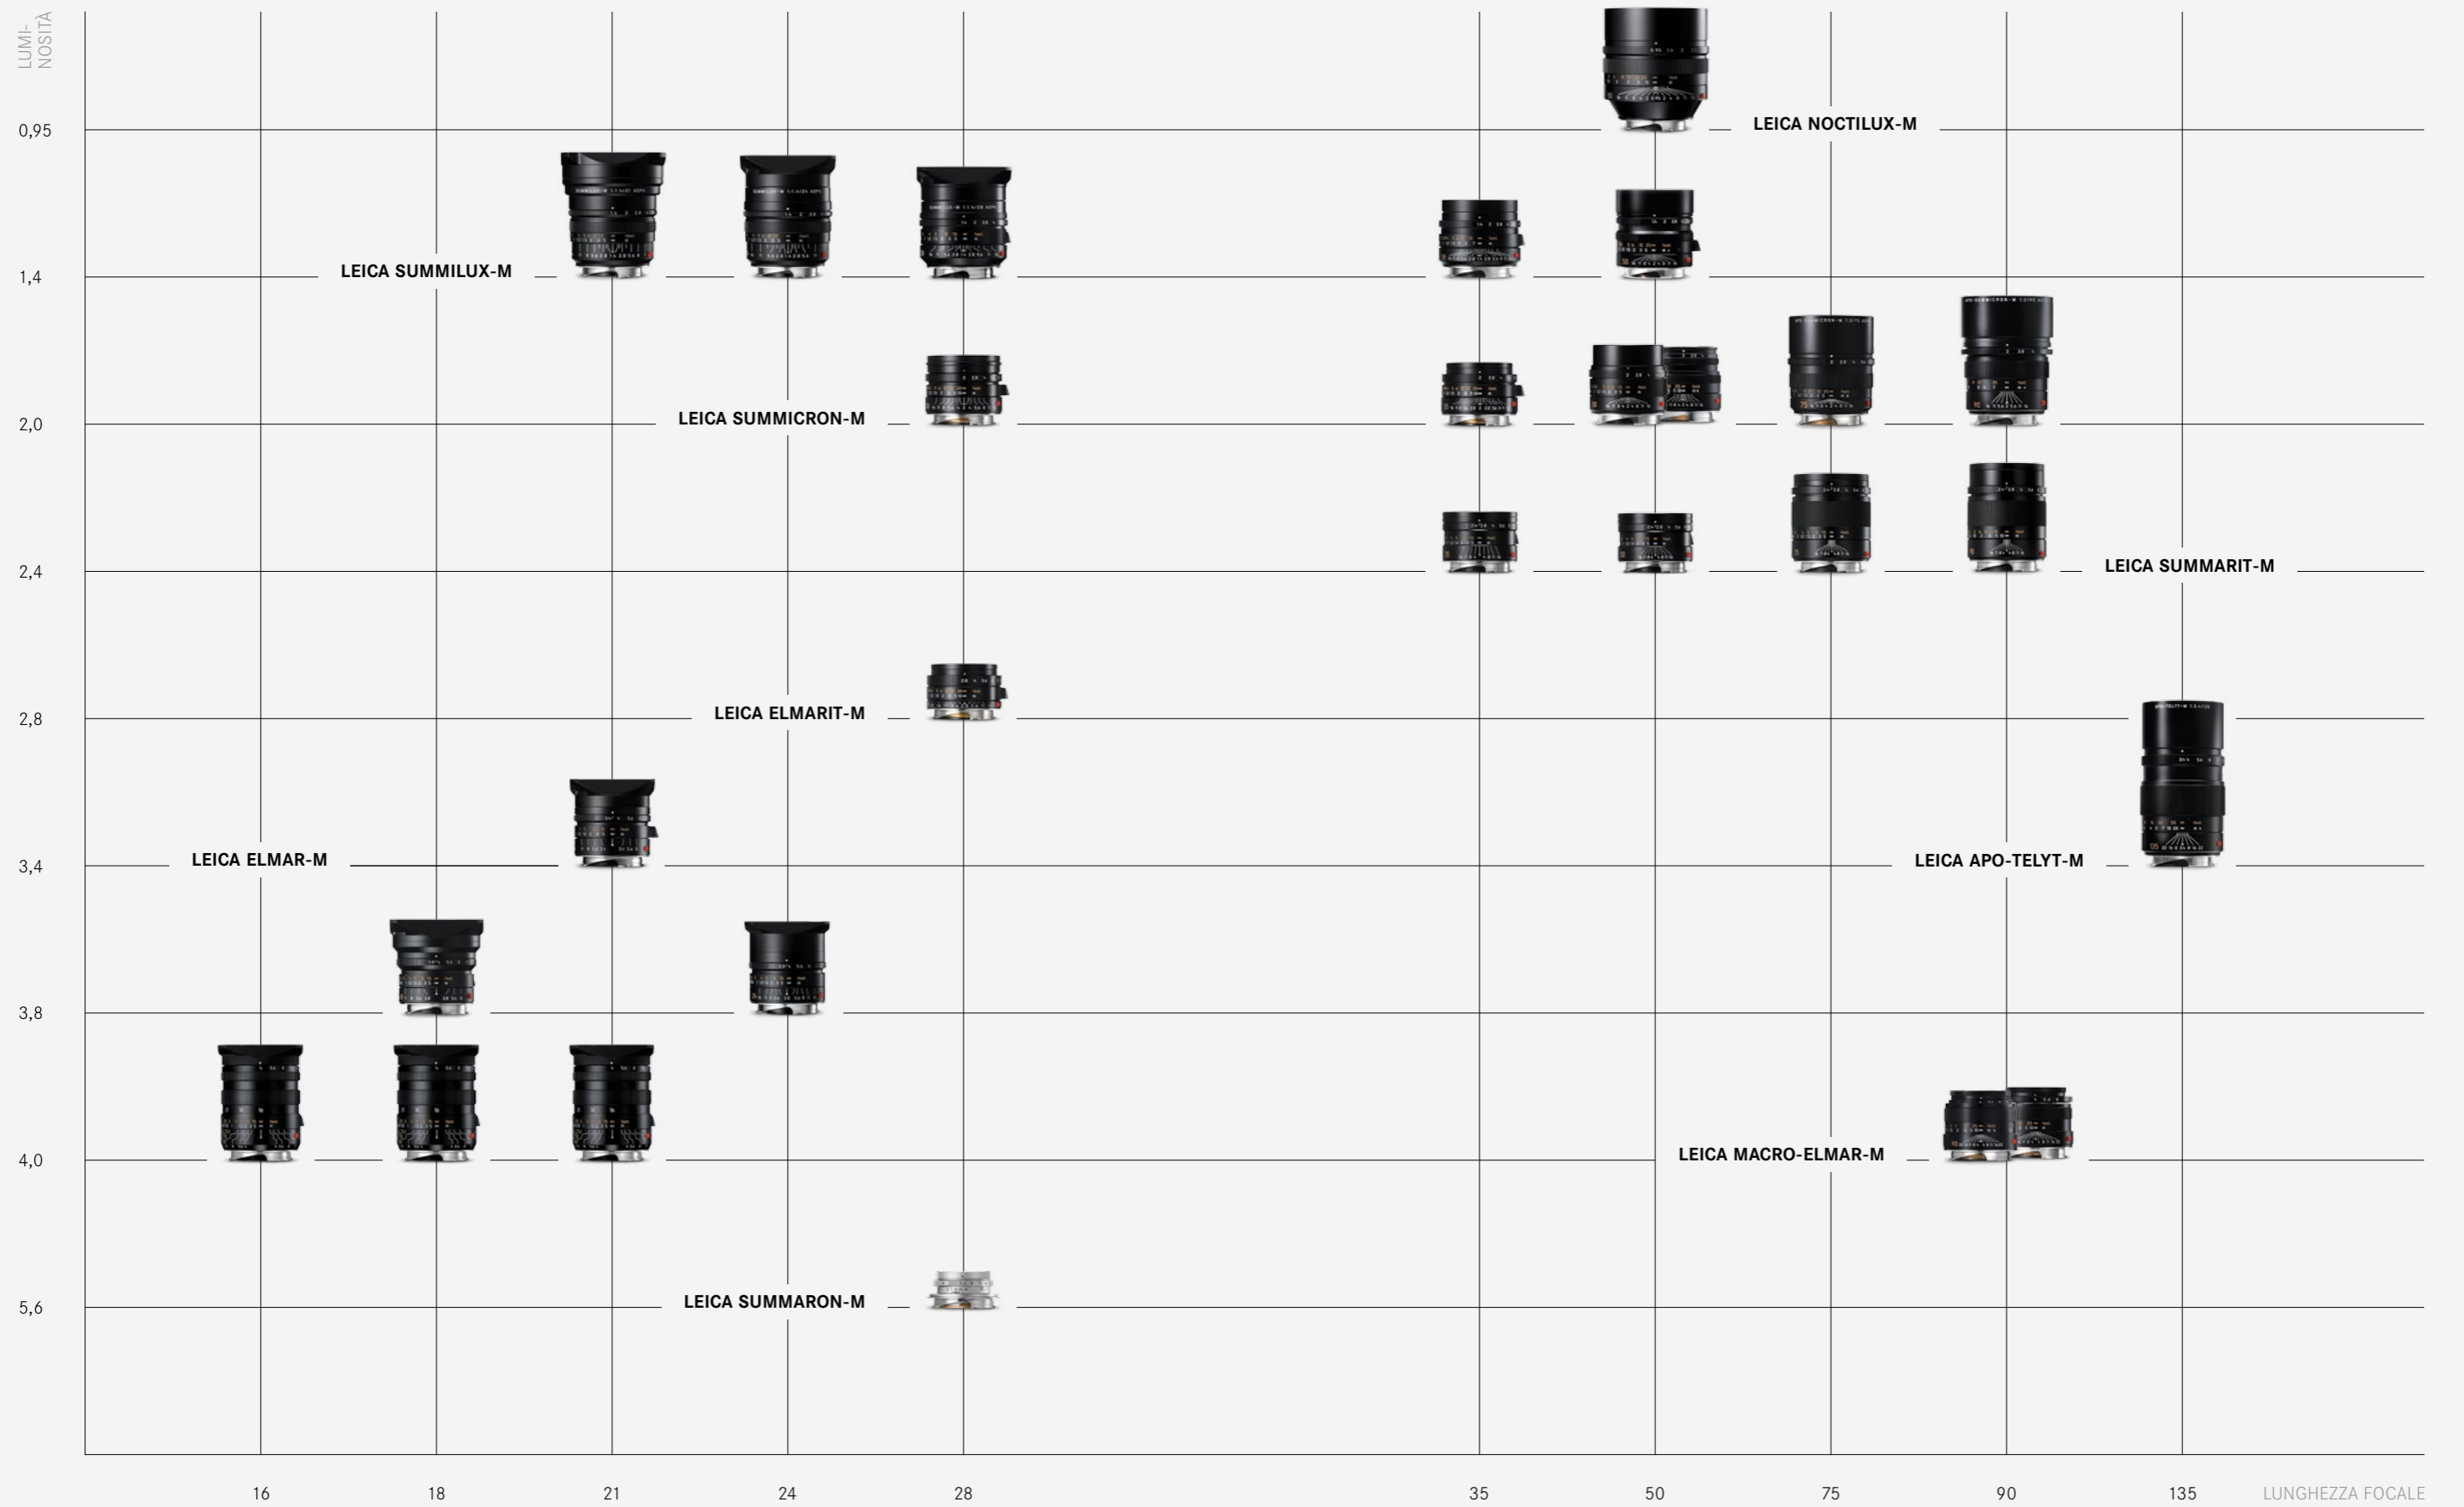 LUMI-
NOSITÀ
0,95
LEICA NOCTILUX-M
LEICA SUMMILUX-M
1,4
LEICA SUMMICRON-M
2,0
2,4
LEICA SUMMARIT-M
LEICA ELMARIT-M
2,8
LEICA ELMAR-M
LEICA APO-TELYT-M
3,4
3,8
LEICA MACRO-ELMAR-M
4,0
LEICA SUMMARON-M
5,6
16 18 21 24 28 35 50 75 90 135 LUNGHEZZA FOCALE